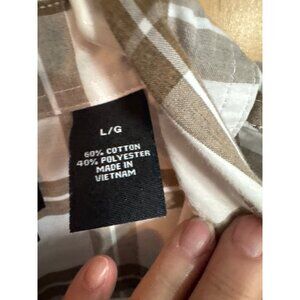 L/G
60% COTTON
40% POLYESTER
MADE IN
VIETNAM